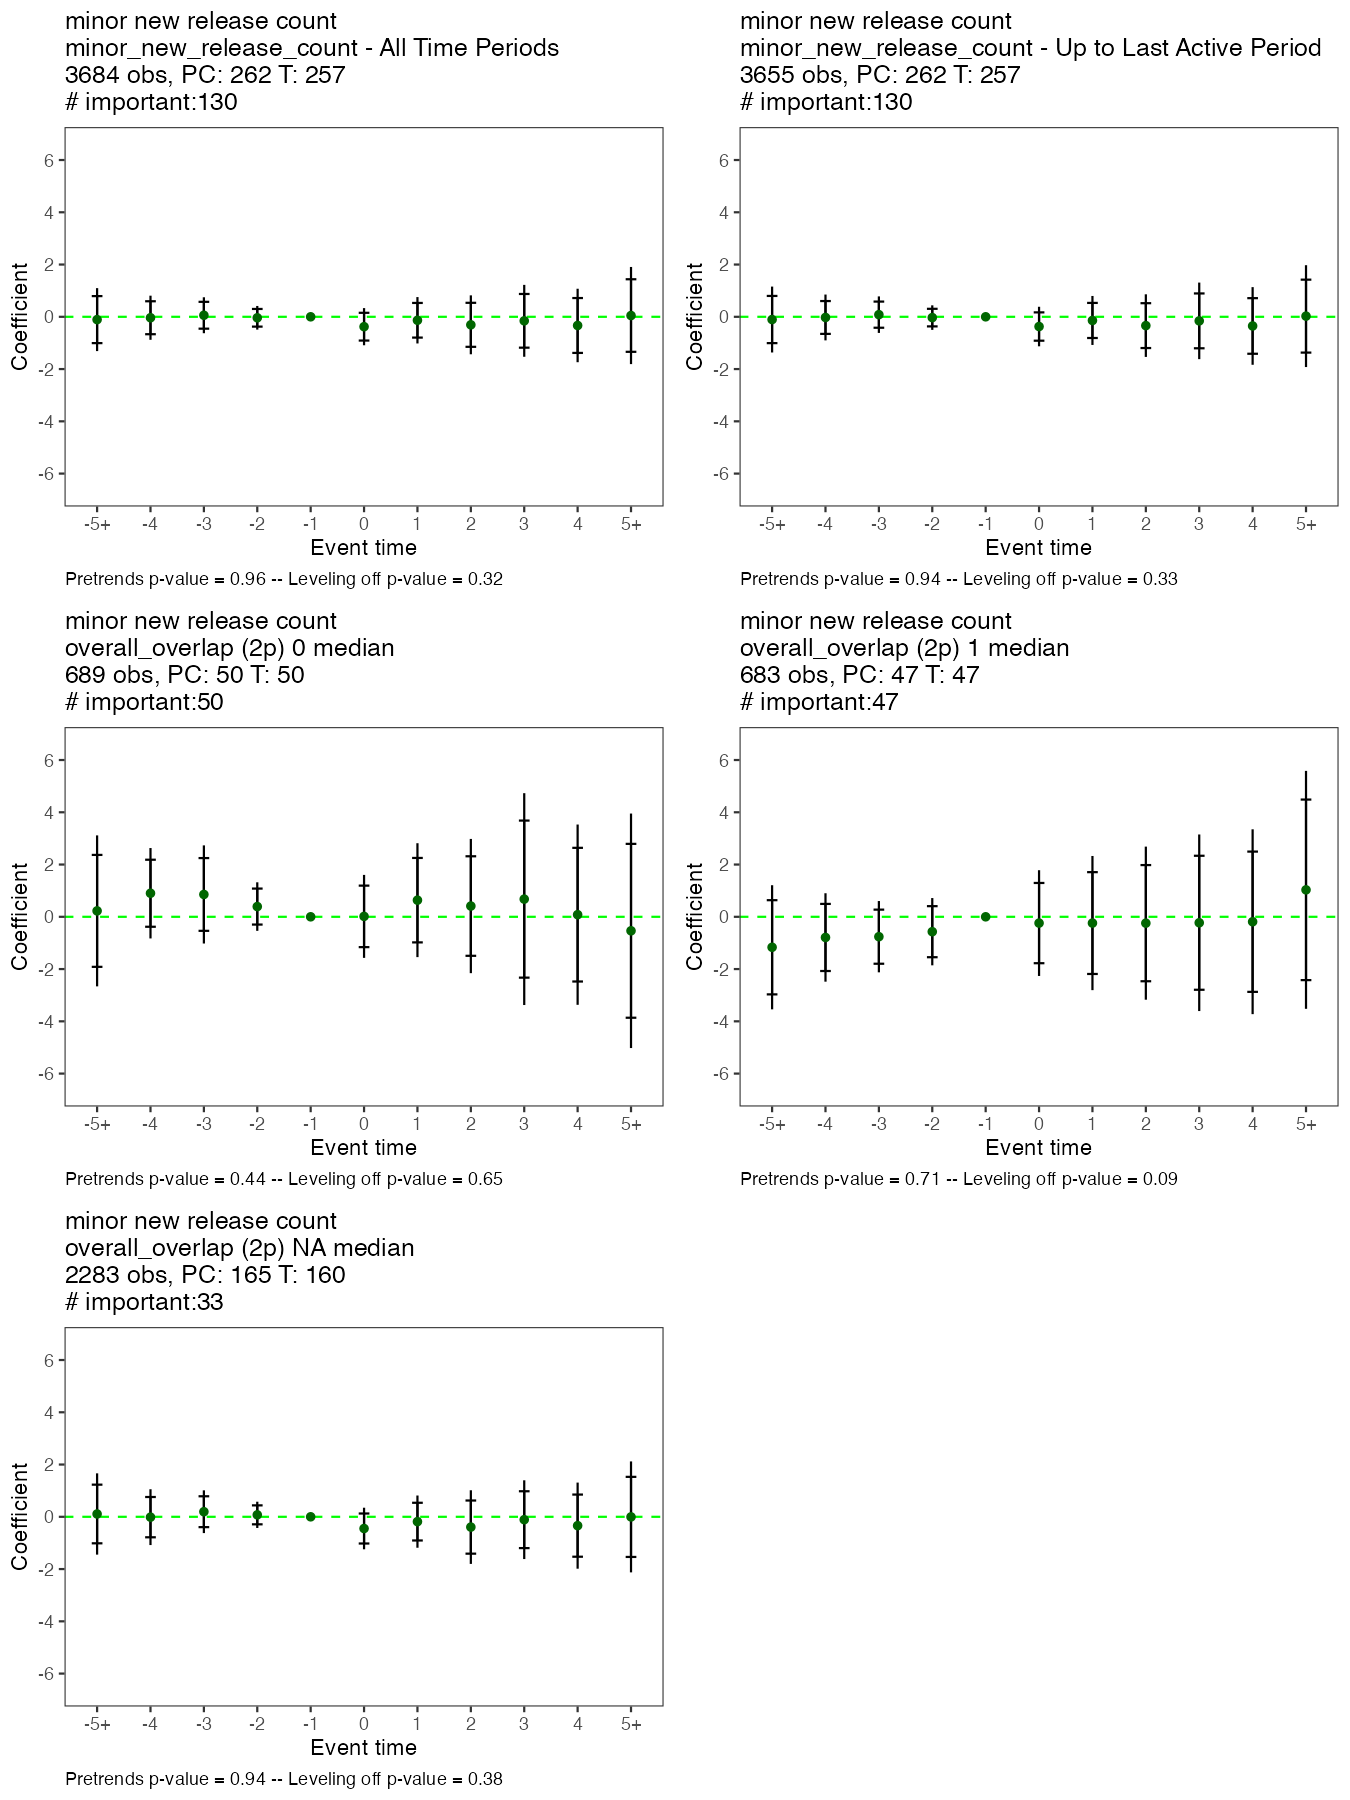 minor new release count
minor_new_release_count - All Time Periods
3684 obs, PC: 262 T: 257
# important:130
6
4
2
0
-2
-4
-6
Coefficient
-5+ -4 -3 -2 -1 0 1 2 3 4 5+
Event time
Pretrends p-value = 0.96 -- Leveling off p-value = 0.32
minor new release count
minor_new_release_count - Up to Last Active Period
3655 obs, PC: 262 T: 257
# important:130
6
4
2
0
-2
-4
-6
Coefficient
-5+ -4 -3 -2 -1 0 1 2 3 4 5+
Event time
Pretrends p-value = 0.94 -- Leveling off p-value = 0.33
minor new release count
overall_overlap (2p) 0 median
689 obs, PC: 50 T: 50
# important:50
6
4
2
0
-2
-4
-6
Coefficient
-5+ -4 -3 -2 -1 0 1 2 3 4 5+
Event time
Pretrends p-value = 0.44 -- Leveling off p-value = 0.65
minor new release count
overall_overlap (2p) 1 median
683 obs, PC: 47 T: 47
# important:47
6
4
2
0
-2
-4
-6
Coefficient
-5+ -4 -3 -2 -1 0 1 2 3 4 5+
Event time
Pretrends p-value = 0.71 -- Leveling off p-value = 0.09
minor new release count
overall_overlap (2p) NA median
2283 obs, PC: 165 T: 160
# important:33
6
4
2
0
-2
-4
-6
Coefficient
-5+ -4 -3 -2 -1 0 1 2 3 4 5+
Event time
Pretrends p-value = 0.94 -- Leveling off p-value = 0.38